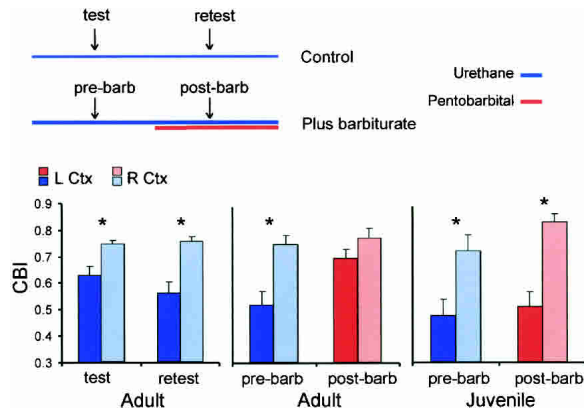 test retest
Control
pre-barb post-barb
Urethane
Pentobarbital
Plus barbiturate
L Ctx R Ctx
* * * * *
CBI
0.9
0.8
0.7
0.6
0.5
0.4
0.3
test retest pre-barb post-barb pre-barb post-barb
Adult Adult Juvenile